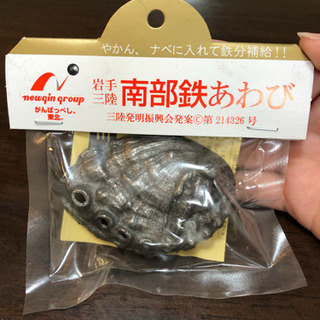 やかん、ナベに入れて鉄分補給!!
newgin group
がんばっぺし、
東北。
岩手
三陸
南部鉄あわび
三陸発明振興会発案Ⓒ第214326号